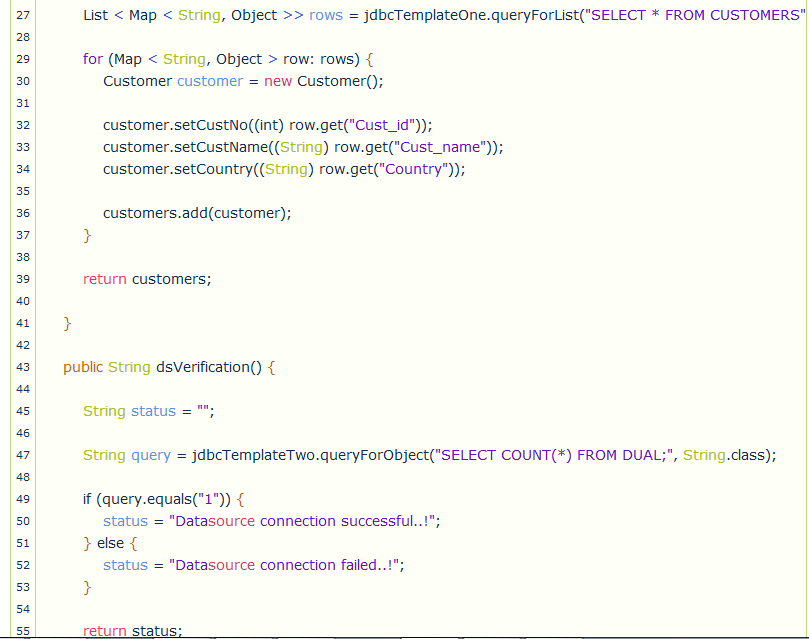 27 List < Map < String, Object >> rows = jdbcTemplateOne.queryForList("SELECT * FROM CUSTOMERS"
28
29 for (Map < String, Object > row: rows) {
30 Customer customer = new Customer();
31
32 customer.setCustNo((int) row.get("Cust_id"));
33 customer.setCustName((String) row.get("Cust_name"));
34 customer.setCountry((String) row.get("Country"));
35
36 customers.add(customer);
37 }
38
39 return customers;
40
41 }
42
43 public String dsVerification() {
44
45 String status = "";
46
47 String query = jdbcTemplateTwo.queryForObject("SELECT COUNT(*) FROM DUAL;", String.class);
48
49 if (query.equals("1")) {
50 status = "Datasource connection successful..!";
51 } else {
52 status = "Datasource connection failed..!";
53 }
54
55 return status;